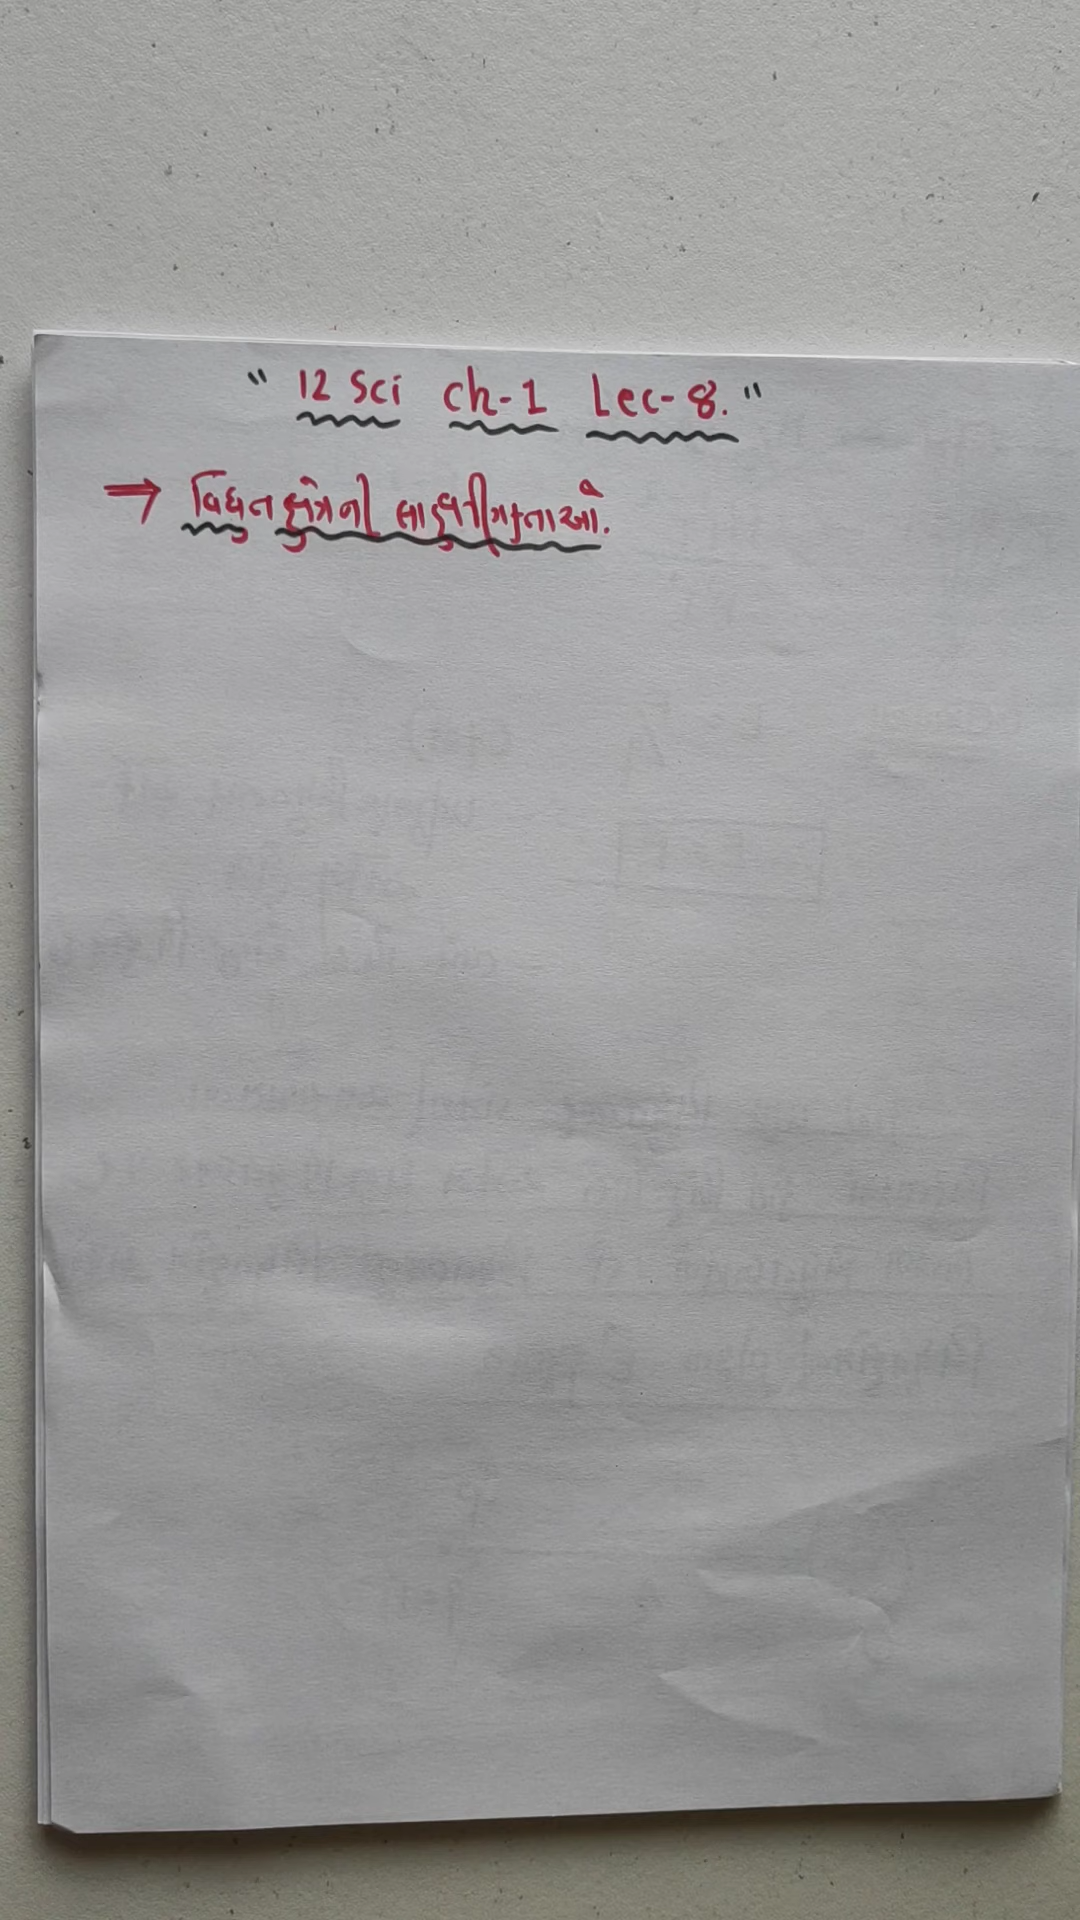 " 12 Sci ch-1 Lec-8. "
⇒ વિધુત ક્ષેત્રની લાક્ષણીકતાઓ.